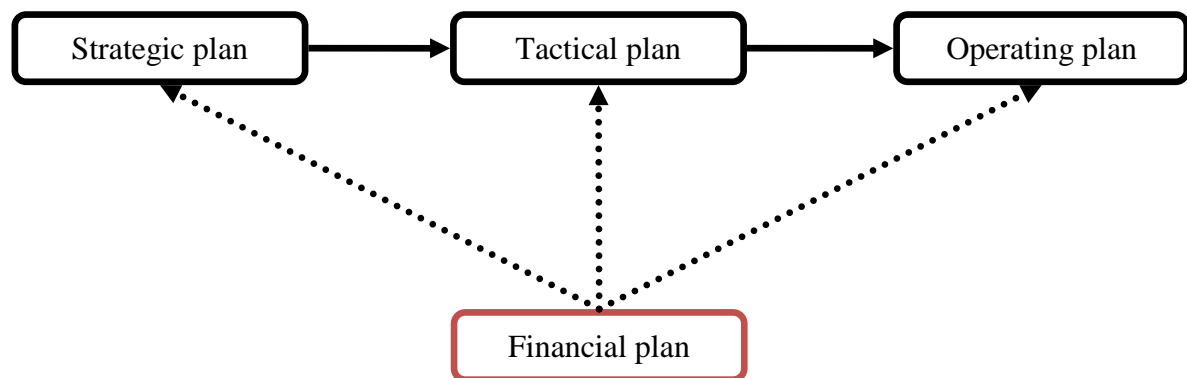 Strategic plan
Tactical plan
Operating plan
Financial plan